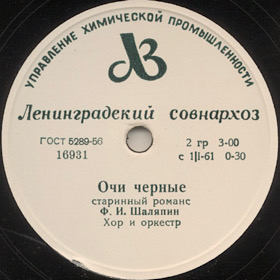 УПРАВЛЕНИЕ ХИМИЧЕСКОЙ ПРОМЫШЛЕННОСТИ
ЛЗ
Ленинградский совнархоз
ГОСТ 5289-56 2 гр 3-00
16931 с 1|I-61 0-30
Очи черные
старинный романс
Ф. И. Шаляпин
Хор и оркестр